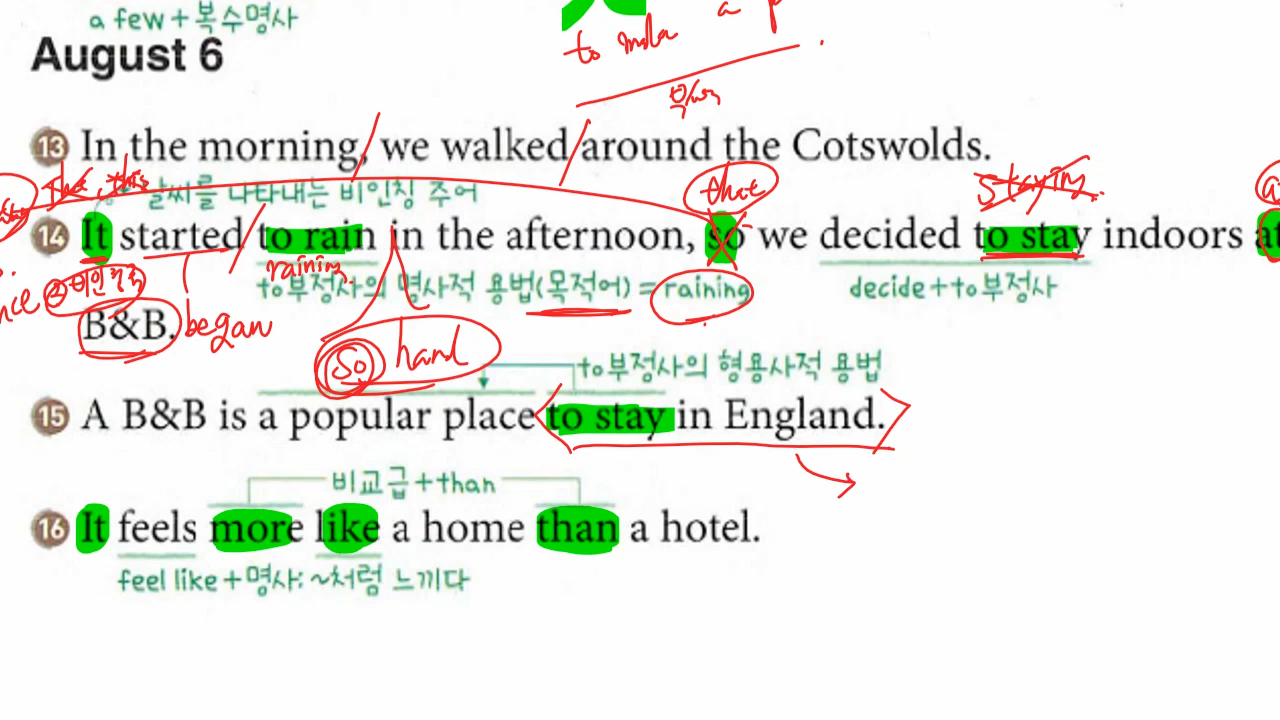 a few + 복수명사
to make a p
August 6
13 In the morning, we walked around the Cotswolds.
that, this 날씨를 나타내는 비인칭 주어 that staying
14 It started to rain in the afternoon, so we decided to stay indoors at
② 비인칭 raining to부정사의 명사적 용법(목적어) = raining decide + to부정사
B&B. began so hard
to부정사의 형용사적 용법
15 A B&B is a popular place to stay in England.
비교급 + than
16 It feels more like a home than a hotel.
feel like + 명사: ~처럼 느끼다